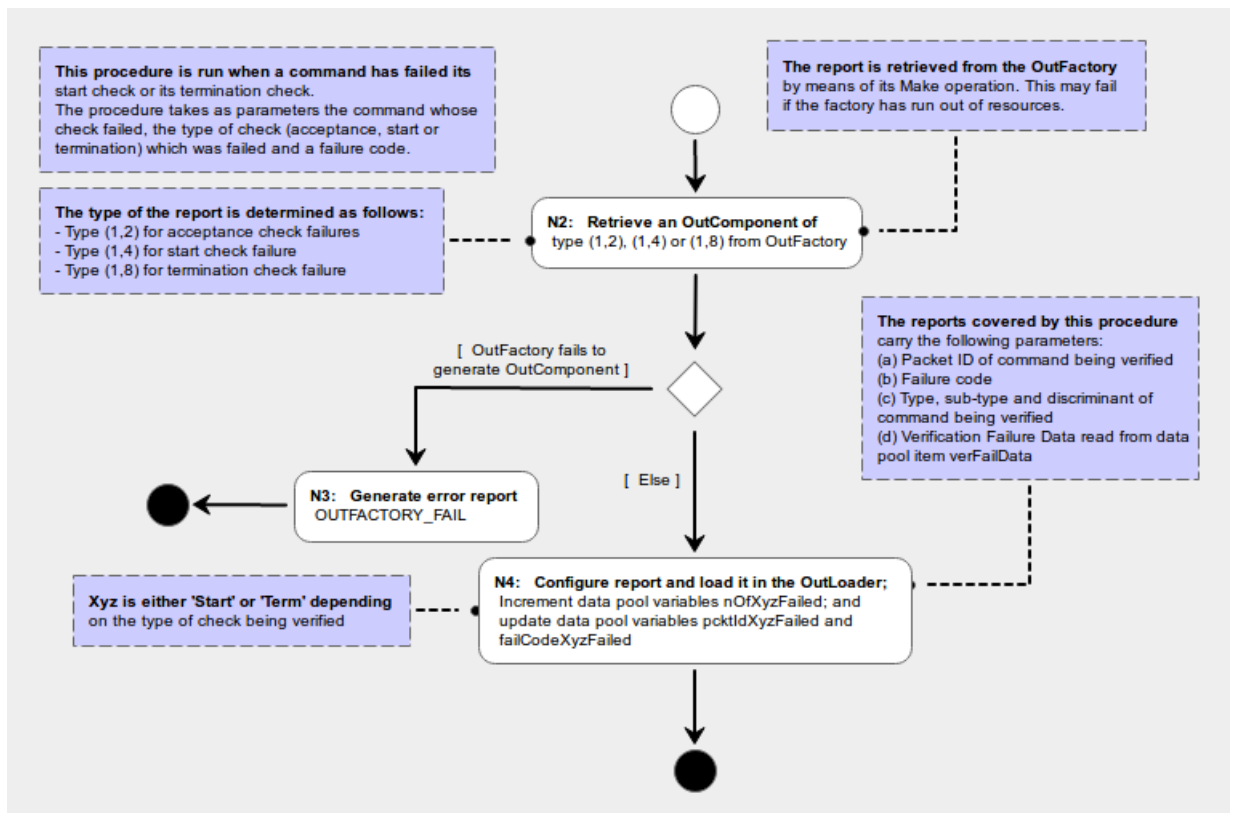 This procedure is run when a command has failed its
start check or its termination check.
The procedure takes as parameters the command whose
check failed, the type of check (acceptance, start or
termination) which was failed and a failure code.
The report is retrieved from the OutFactory
by means of its Make operation. This may fail
if the factory has run out of resources.
The type of the report is determined as follows:
- Type (1,2) for acceptance check failures
- Type (1,4) for start check failure
- Type (1,8) for termination check failure
N2: Retrieve an OutComponent of
type (1,2), (1,4) or (1,8) from OutFactory
The reports covered by this procedure
carry the following parameters:
(a) Packet ID of command being verified
(b) Failure code
(c) Type, sub-type and discriminant of
command being verified
(d) Verification Failure Data read from data
pool item verFailData
[ OutFactory fails to
generate OutComponent ]
[ Else ]
N3: Generate error report
OUTFACTORY_FAIL
N4: Configure report and load it in the OutLoader;
Increment data pool variables nOfXyzFailed; and
update data pool variables pcktIdXyzFailed and
failCodeXyzFailed
Xyz is either 'Start' or 'Term' depending
on the type of check being verified